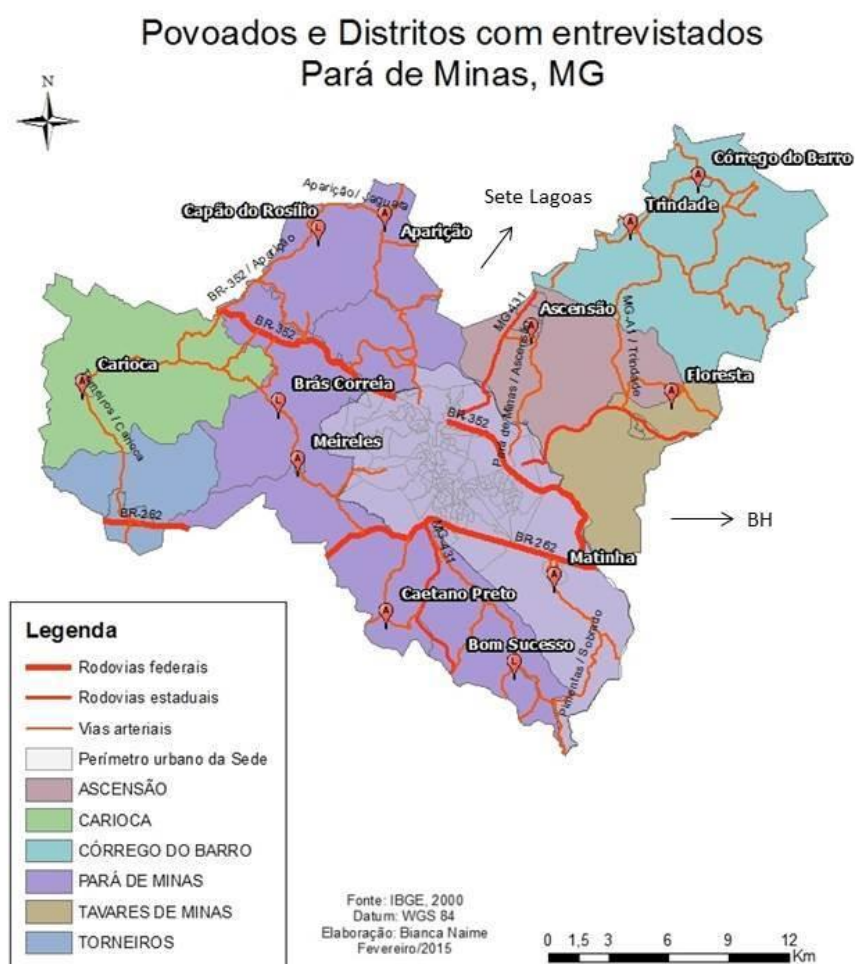 Povoados e Distritos com entrevistados
Pará de Minas, MG
N
Córrego do Barro
Aparição / Jaguara
Sete Lagoas
Trindade
Capão do Rosílio
Aparição
BR-352 / Aparição
MG-431
Ascensão
MG-A1 / Trindade
BR-352
Carioca
Floresta
Torneiros / Carioca
Brás Correia
Pará de Minas / Ascensão
BR-352
Meireles
BR-262
BH
MG-431
BR-262
Matinha
Caetano Preto
Bom Sucesso
Pimentas / Sobrado
A
A
A
A
A
A
A
A
A
A
L
L
L
Legenda
Rodovias federais
Rodovias estaduais
Vias arteriais
Perímetro urbano da Sede
ASCENSÃO
CARIOCA
CÓRREGO DO BARRO
PARÁ DE MINAS
TAVARES DE MINAS
TORNEIROS
Fonte: IBGE, 2000
Datum: WGS 84
Elaboração: Bianca Naime
Fevereiro/2015
0 1,5 3 6 9 12
Km